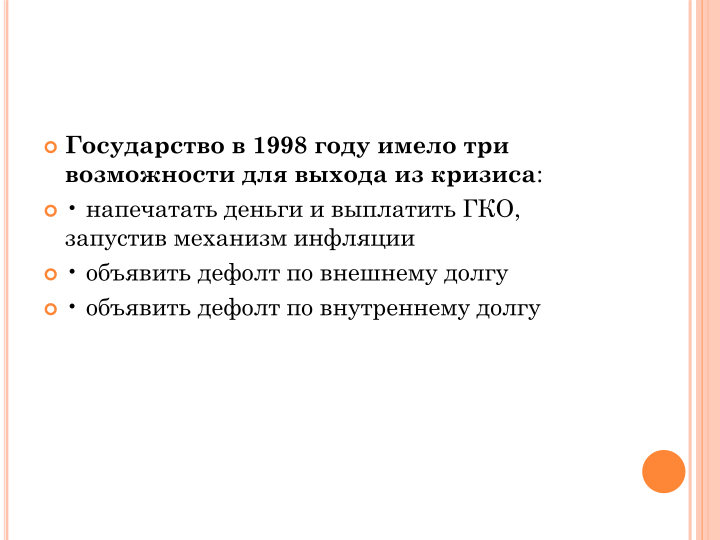 Государство в 1998 году имело три
возможности для выхода из кризиса:
• напечатать деньги и выплатить ГКО,
запустив механизм инфляции
• объявить дефолт по внешнему долгу
• объявить дефолт по внутреннему долгу